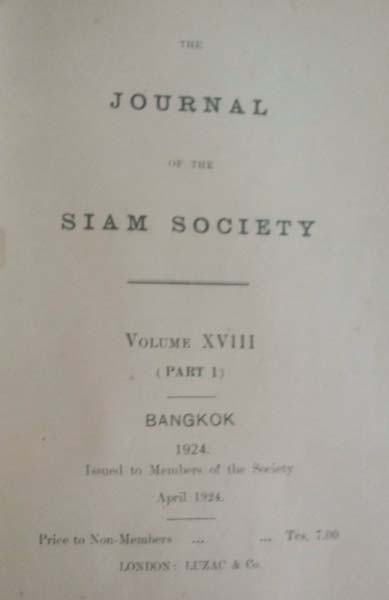 THE
JOURNAL
OF THE
SIAM SOCIETY
VOLUME XVIII
(PART 1)
BANGKOK
1924.
Issued to Members of the Society
April 1924.
Price to Non-Members ... ... Tcs. 7.00
LONDON: LUZAC & Co.